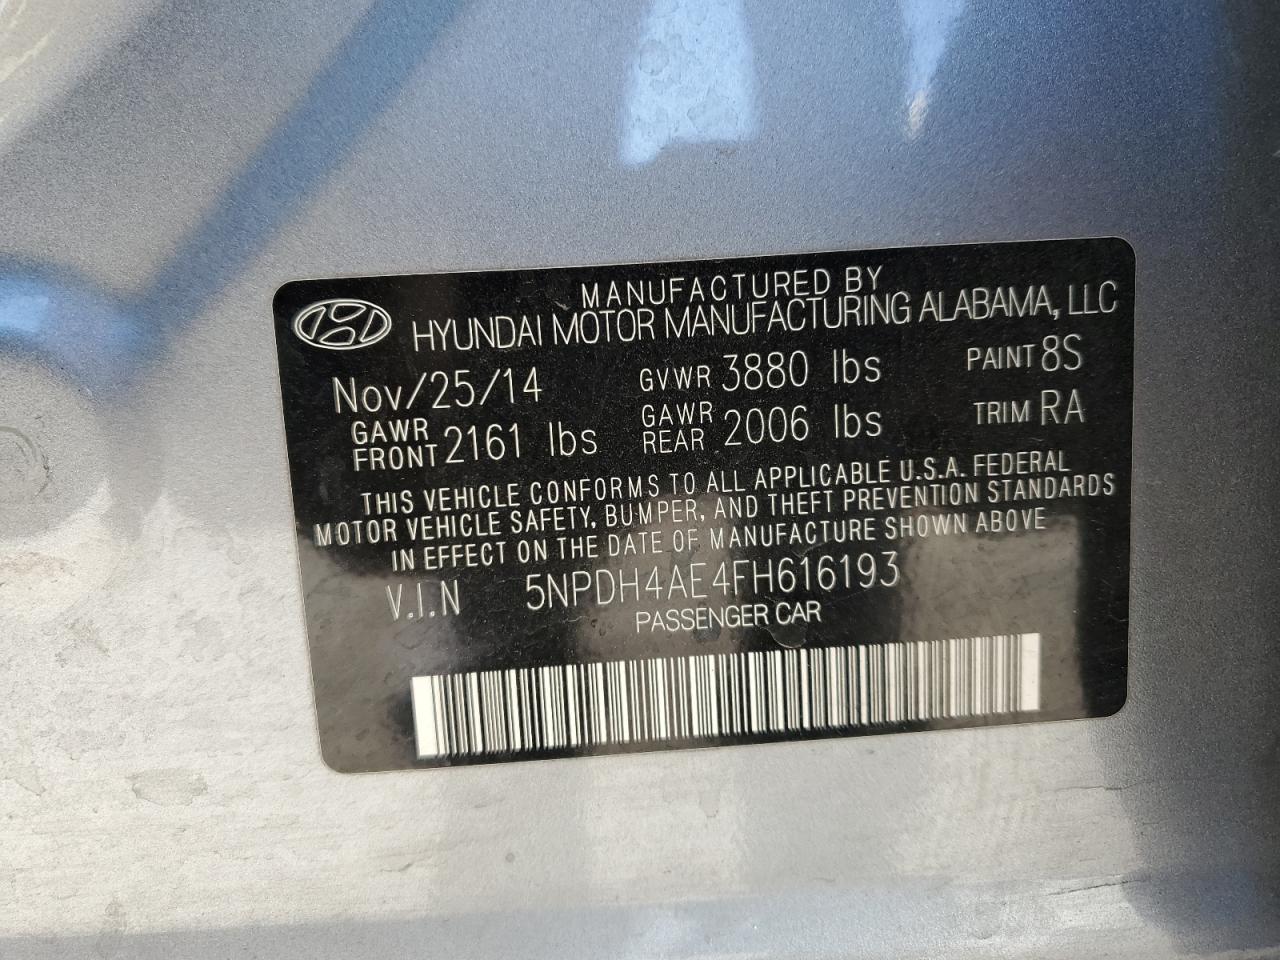 MANUFACTURED BY
HYUNDAI MOTOR MANUFACTURING ALABAMA, LLC
Nov/25/14 GVWR 3880 lbs PAINT 8S
GAWR FRONT 2161 lbs GAWR REAR 2006 lbs TRIM RA
THIS VEHICLE CONFORMS TO ALL APPLICABLE U.S.A. FEDERAL
MOTOR VEHICLE SAFETY, BUMPER, AND THEFT PREVENTION STANDARDS
IN EFFECT ON THE DATE OF MANUFACTURE SHOWN ABOVE
V.I.N 5NPDH4AE4FH616193
PASSENGER CAR